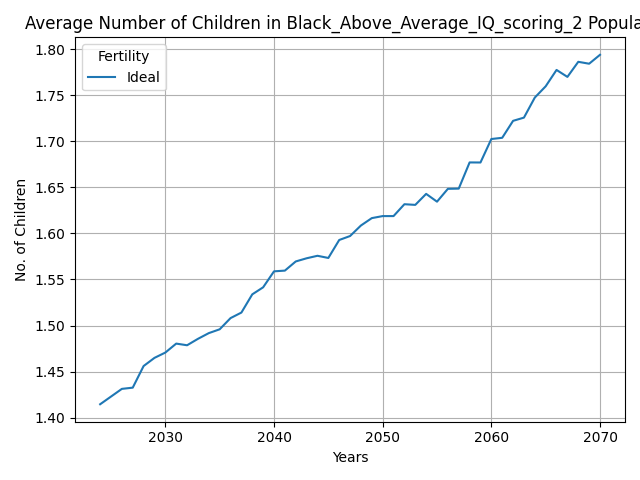 Average Number of Children in Black_Above_Average_IQ_scoring_2 Popula
Fertility
Ideal
No. of Children
1.80
1.75
1.70
1.65
1.60
1.55
1.50
1.45
1.40
2030 2040 2050 2060 2070
Years